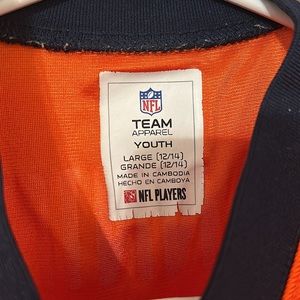 NFL
TEAM
APPAREL
YOUTH
LARGE (12/14)
GRANDE (12/14)
MADE IN CAMBODIA
HECHO EN CAMBOYA
NFL PLAYERS